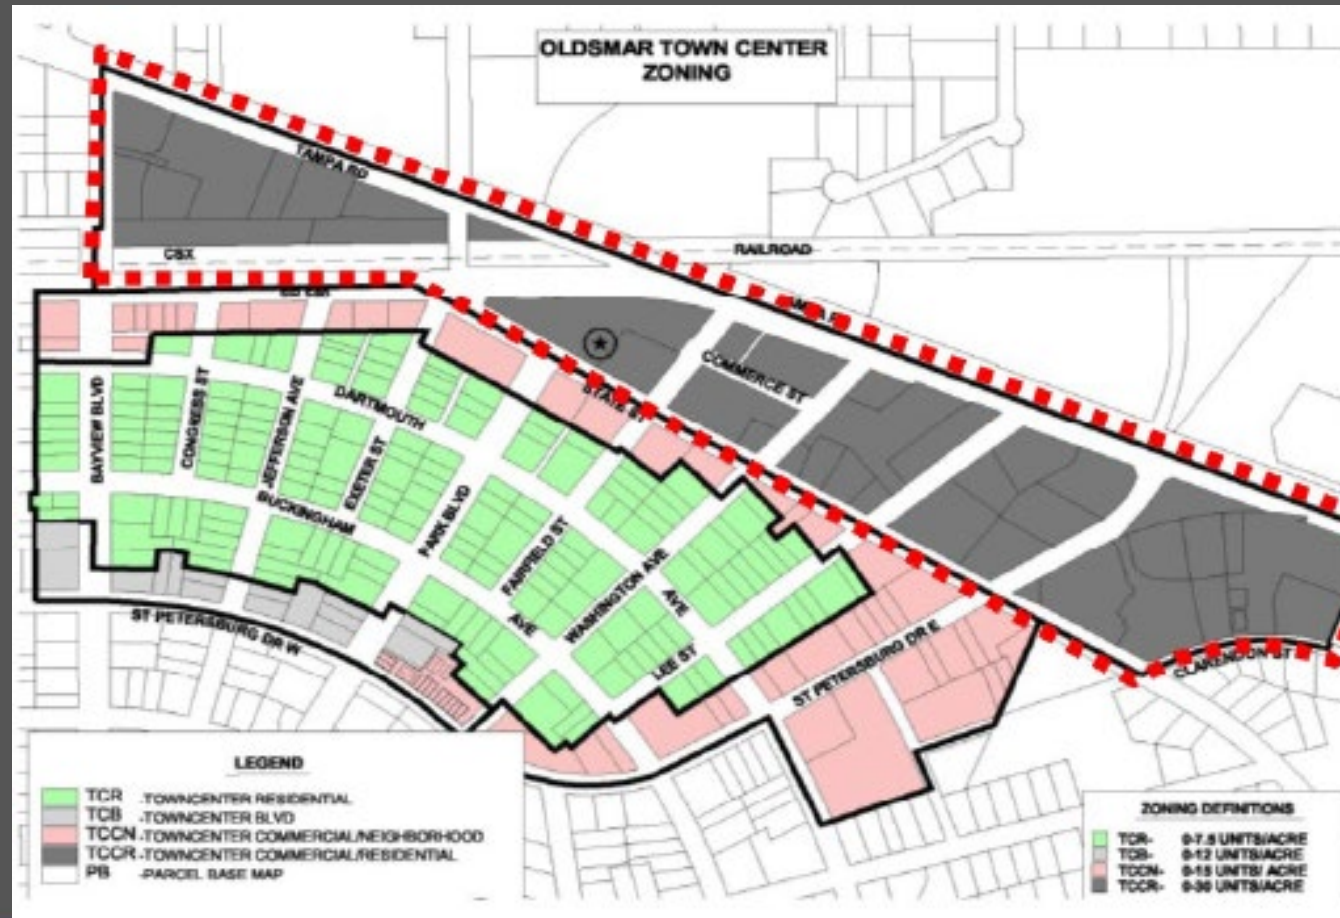 OLDSMAR TOWN CENTER
ZONING
TAMPA RD
CSX
RAILROAD
COMMERCE ST
STATE ST
DARTMOUTH
BAYVIEW BLVD
CONGRESS ST
JEFFERSON AVE
EXETER ST
BUCKINGHAM
PARK BLVD
FAIRFIELD ST
WASHINGTON AVE
AVE
AVE
LEE ST
ST PETERSBURG DR W
ST PETERSBURG DR E
CLARENDON ST
LEGEND
TCR -TOWNCENTER RESIDENTIAL
TCB -TOWNCENTER BLVD
TCCN -TOWNCENTER COMMERCIAL/NEIGHBORHOOD
TCCR -TOWNCENTER COMMERCIAL/RESIDENTIAL
PB -PARCEL BASE MAP
ZONING DEFINITIONS
TCR- 0-7.5 UNITS/ACRE
TCB- 0-12 UNITS/ACRE
TCCN- 0-15 UNITS/ ACRE
TCCR- 0-30 UNITS/ACRE